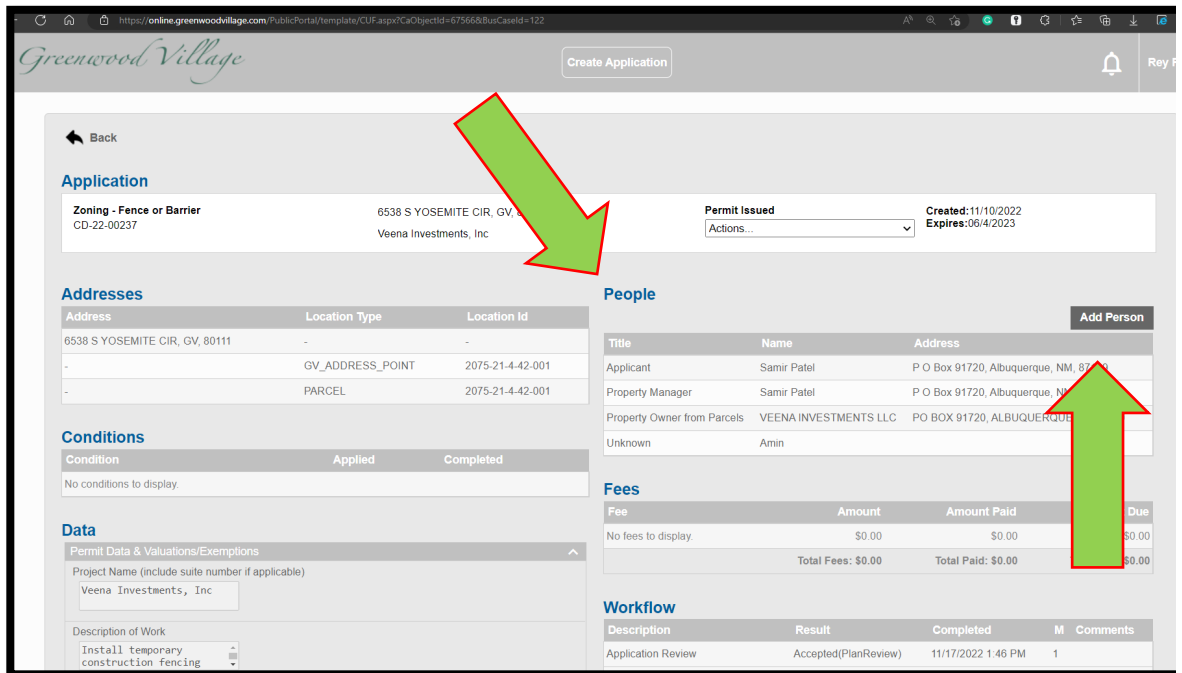 https://online.greenwoodvillage.com/PublicPortal/template/CUF.aspx?CaObjectId=67566&BusCaseId=122
Greenwood Village
Create Application
Rey
Back
Application
Zoning - Fence or Barrier
CD-22-00237
6538 S YOSEMITE CIR, GV,
Veena Investments, Inc
Permit Issued
Actions...
Created:11/10/2022
Expires:06/4/2023
Addresses
Address Location Type Location Id
6538 S YOSEMITE CIR, GV, 80111 - -
- GV_ADDRESS_POINT 2075-21-4-42-001
- PARCEL 2075-21-4-42-001
Conditions
Condition Applied Completed
No conditions to display.
Data
Permit Data & Valuations/Exemptions
Project Name (include suite number if applicable)
Veena Investments, Inc
Description of Work
Install temporary
construction fencing
People
Add Person
Title Name Address
Applicant Samir Patel P O Box 91720, Albuquerque, NM,
Property Manager Samir Patel P O Box 91720, Albuquerque,
Property Owner from Parcels VEENA INVESTMENTS LLC PO BOX 91720, ALBUQUERQUE
Unknown Amin
Fees
Fee Amount Amount Paid Due
No fees to display. $0.00 $0.00 $0.00
Total Fees: $0.00 Total Paid: $0.00 $0.00
Workflow
Description Result Completed M Comments
Application Review Accepted(PlanReview) 11/17/2022 1:46 PM 1